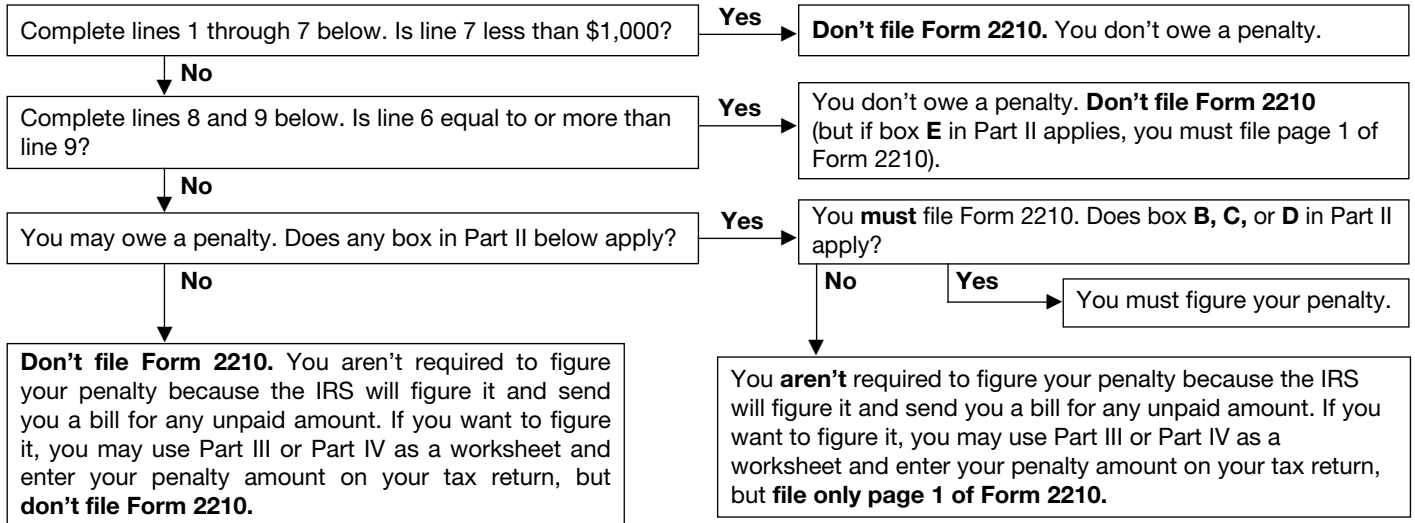 Complete lines 1 through 7 below. Is line 7 less than $1,000?
Yes
Don't file Form 2210. You don't owe a penalty.
No
Complete lines 8 and 9 below. Is line 6 equal to or more than
line 9?
Yes
You don't owe a penalty. Don't file Form 2210
(but if box E in Part II applies, you must file page 1 of
Form 2210).
No
You may owe a penalty. Does any box in Part II below apply?
Yes
You must file Form 2210. Does box B, C, or D in Part II
apply?
No
No
Yes
You must figure your penalty.
Don't file Form 2210. You aren't required to figure
your penalty because the IRS will figure it and send
you a bill for any unpaid amount. If you want to figure
it, you may use Part III or Part IV as a worksheet and
enter your penalty amount on your tax return, but
don't file Form 2210.
You aren't required to figure your penalty because the IRS
will figure it and send you a bill for any unpaid amount. If you
want to figure it, you may use Part III or Part IV as a
worksheet and enter your penalty amount on your tax return,
but file only page 1 of Form 2210.